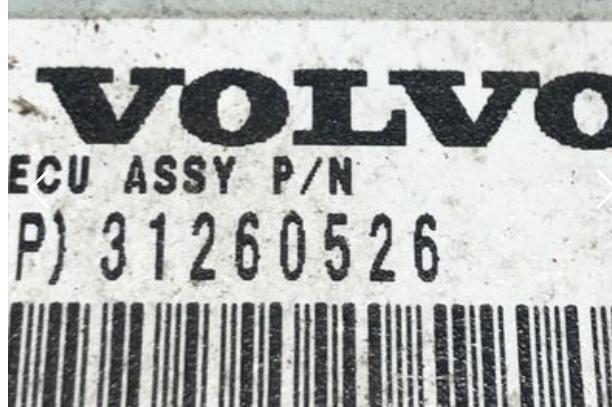 VOLVO
ECU ASSY P/N
P) 31260526